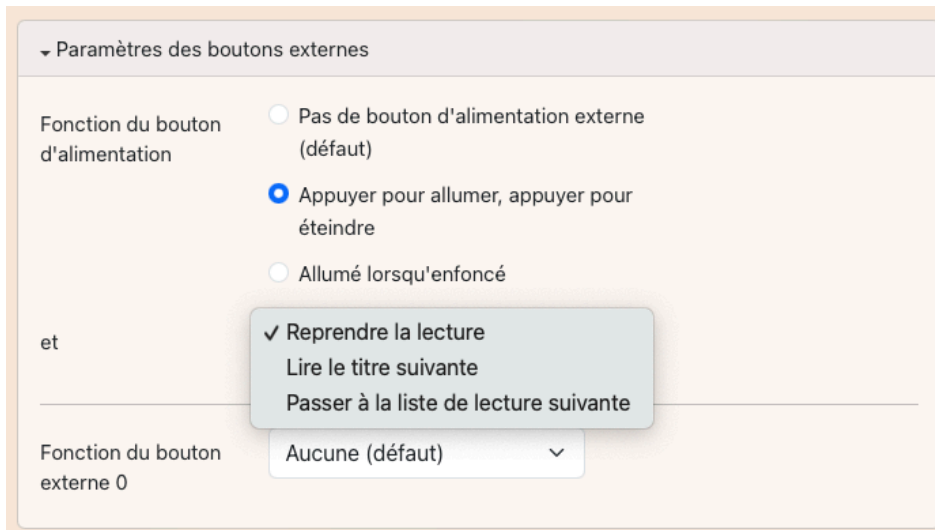 Paramètres des boutons externes
Fonction du bouton
d'alimentation
Pas de bouton d'alimentation externe
(défaut)
Appuyer pour allumer, appuyer pour
éteindre
Allumé lorsqu'enfoncé
et
Reprendre la lecture
Lire le titre suivante
Passer à la liste de lecture suivante
Fonction du bouton
externe 0
Aucune (défaut)